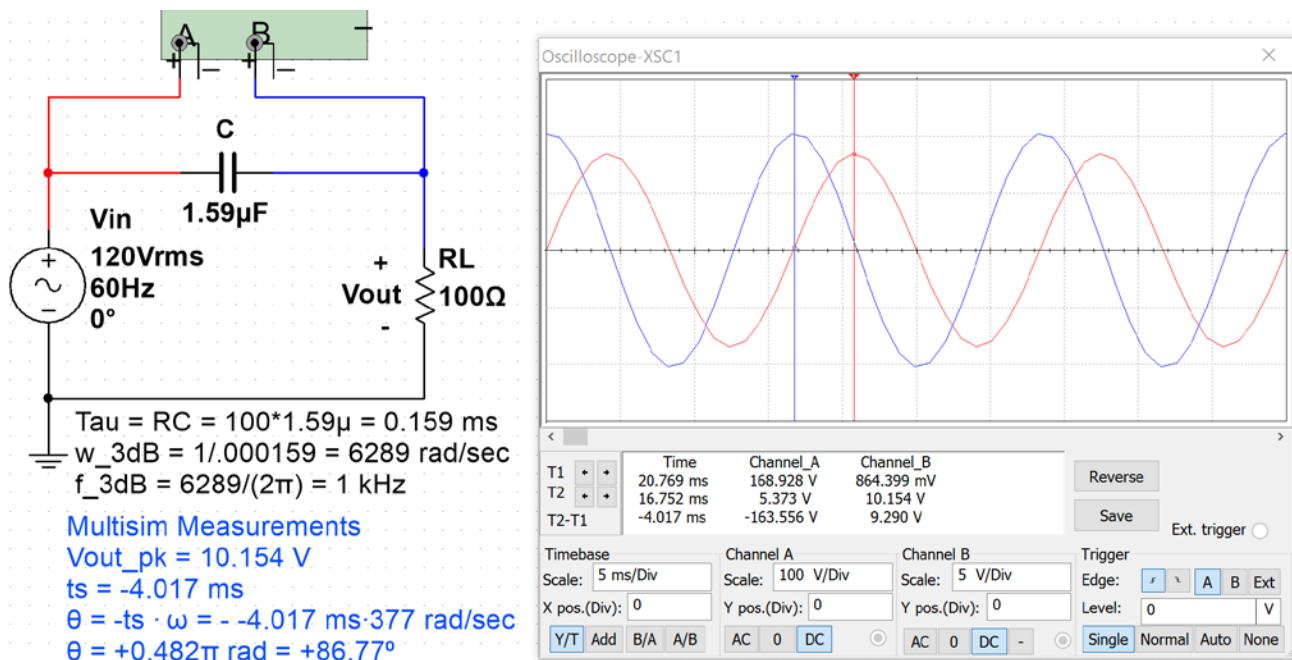 A B
+ — + —
C
1.59µF
Vin
120Vrms
60Hz
0°
+
Vout
-
RL
100Ω
Tau = RC = 100*1.59µ = 0.159 ms
w_3dB = 1/.000159 = 6289 rad/sec
f_3dB = 6289/(2π) = 1 kHz
Multisim Measurements
Vout_pk = 10.154 V
ts = -4.017 ms
θ = -ts · ω = - -4.017 ms·377 rad/sec
θ = +0.482π rad = +86.77º
Oscilloscope-XSC1
Time Channel_A Channel_B
T1 20.769 ms 168.928 V 864.399 mV
T2 16.752 ms 5.373 V 10.154 V
T2-T1 -4.017 ms -163.556 V 9.290 V
Reverse
Save
Ext. trigger
Timebase
Scale: 5 ms/Div
X pos.(Div): 0
Y/T Add B/A A/B
Channel A
Scale: 100 V/Div
Y pos.(Div): 0
AC 0 DC
Channel B
Scale: 5 V/Div
Y pos.(Div): 0
AC 0 DC -
Trigger
Edge: A B Ext
Level: 0 V
Single Normal Auto None